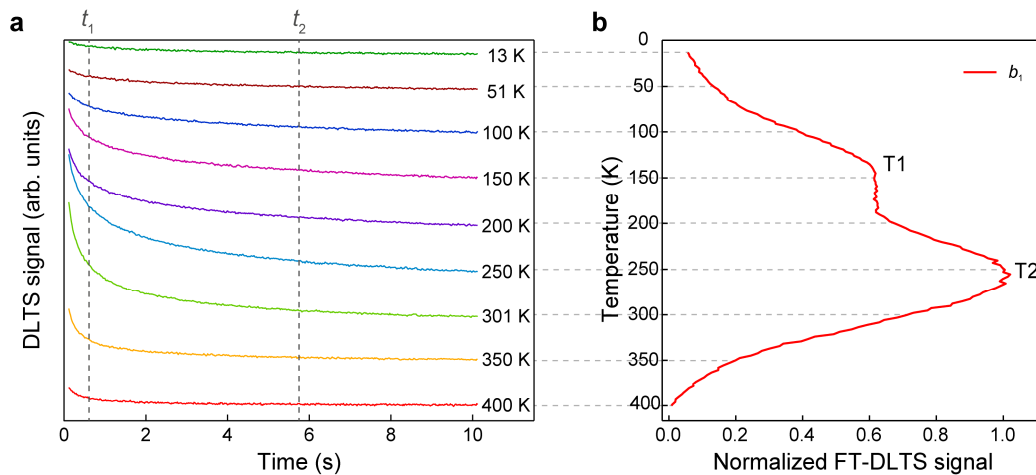 a
t₁
t₂
DLTS signal (arb. units)
13 K
51 K
100 K
150 K
200 K
250 K
301 K
350 K
400 K
0
2
4
6
8
10
Time (s)
b
Temperature (K)
0
50
100
150
200
250
300
350
400
b₁
T1
T2
0.0
0.2
0.4
0.6
0.8
1.0
Normalized FT-DLTS signal